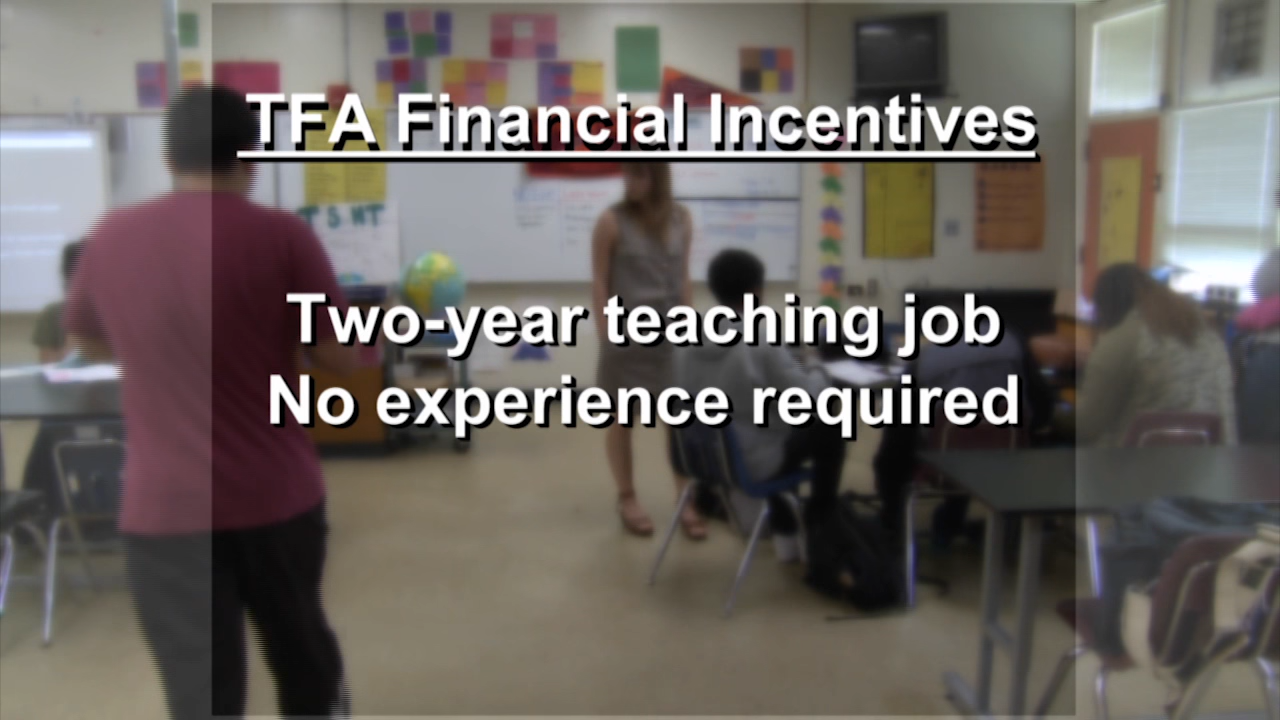 TFA Financial Incentives
Two-year teaching job
No experience required